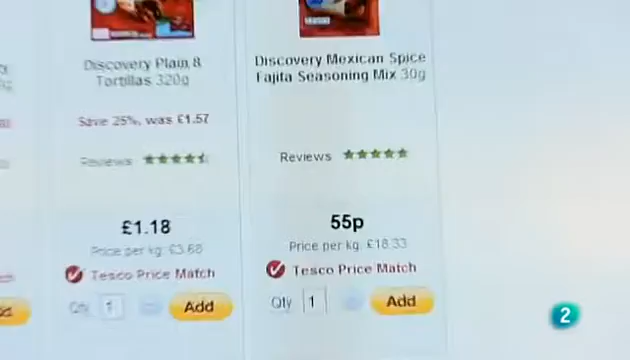 Discovery Plain 8
Tortillas 320g
Save 25%, was £1.57
Reviews
£1.18
Price per kg: £3.68
Tesco Price Match
Qty 1 Add
Discovery Mexican Spice
Fajita Seasoning Mix 30g
Reviews
55p
Price per kg: £18.33
Tesco Price Match
Qty 1 Add
2